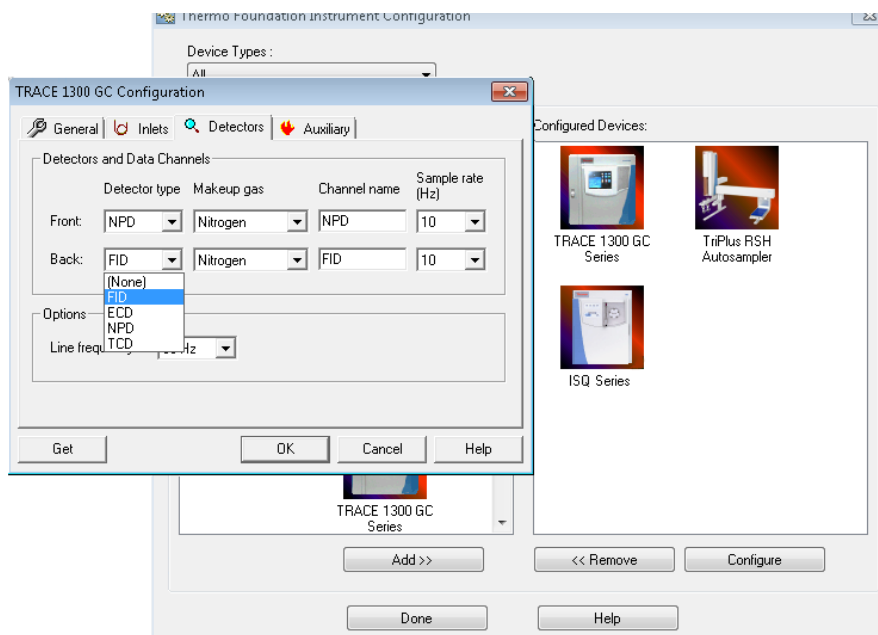 Thermo Foundation Instrument Configuration
Device Types :
All
TRACE 1300 GC Configuration
General Inlets Detectors Auxiliary
Configured Devices:
Detectors and Data Channels
Detector type Makeup gas Channel name Sample rate (Hz)
Front: NPD Nitrogen NPD 10
Back: FID Nitrogen FID 10
(None)
FID
ECD
NPD
TCD
Options
Hz
TRACE 1300 GC
Series
TriPlus RSH
Autosampler
ISQ Series
Get OK Cancel Help
TRACE 1300 GC
Series
Add >> << Remove Configure
Done Help